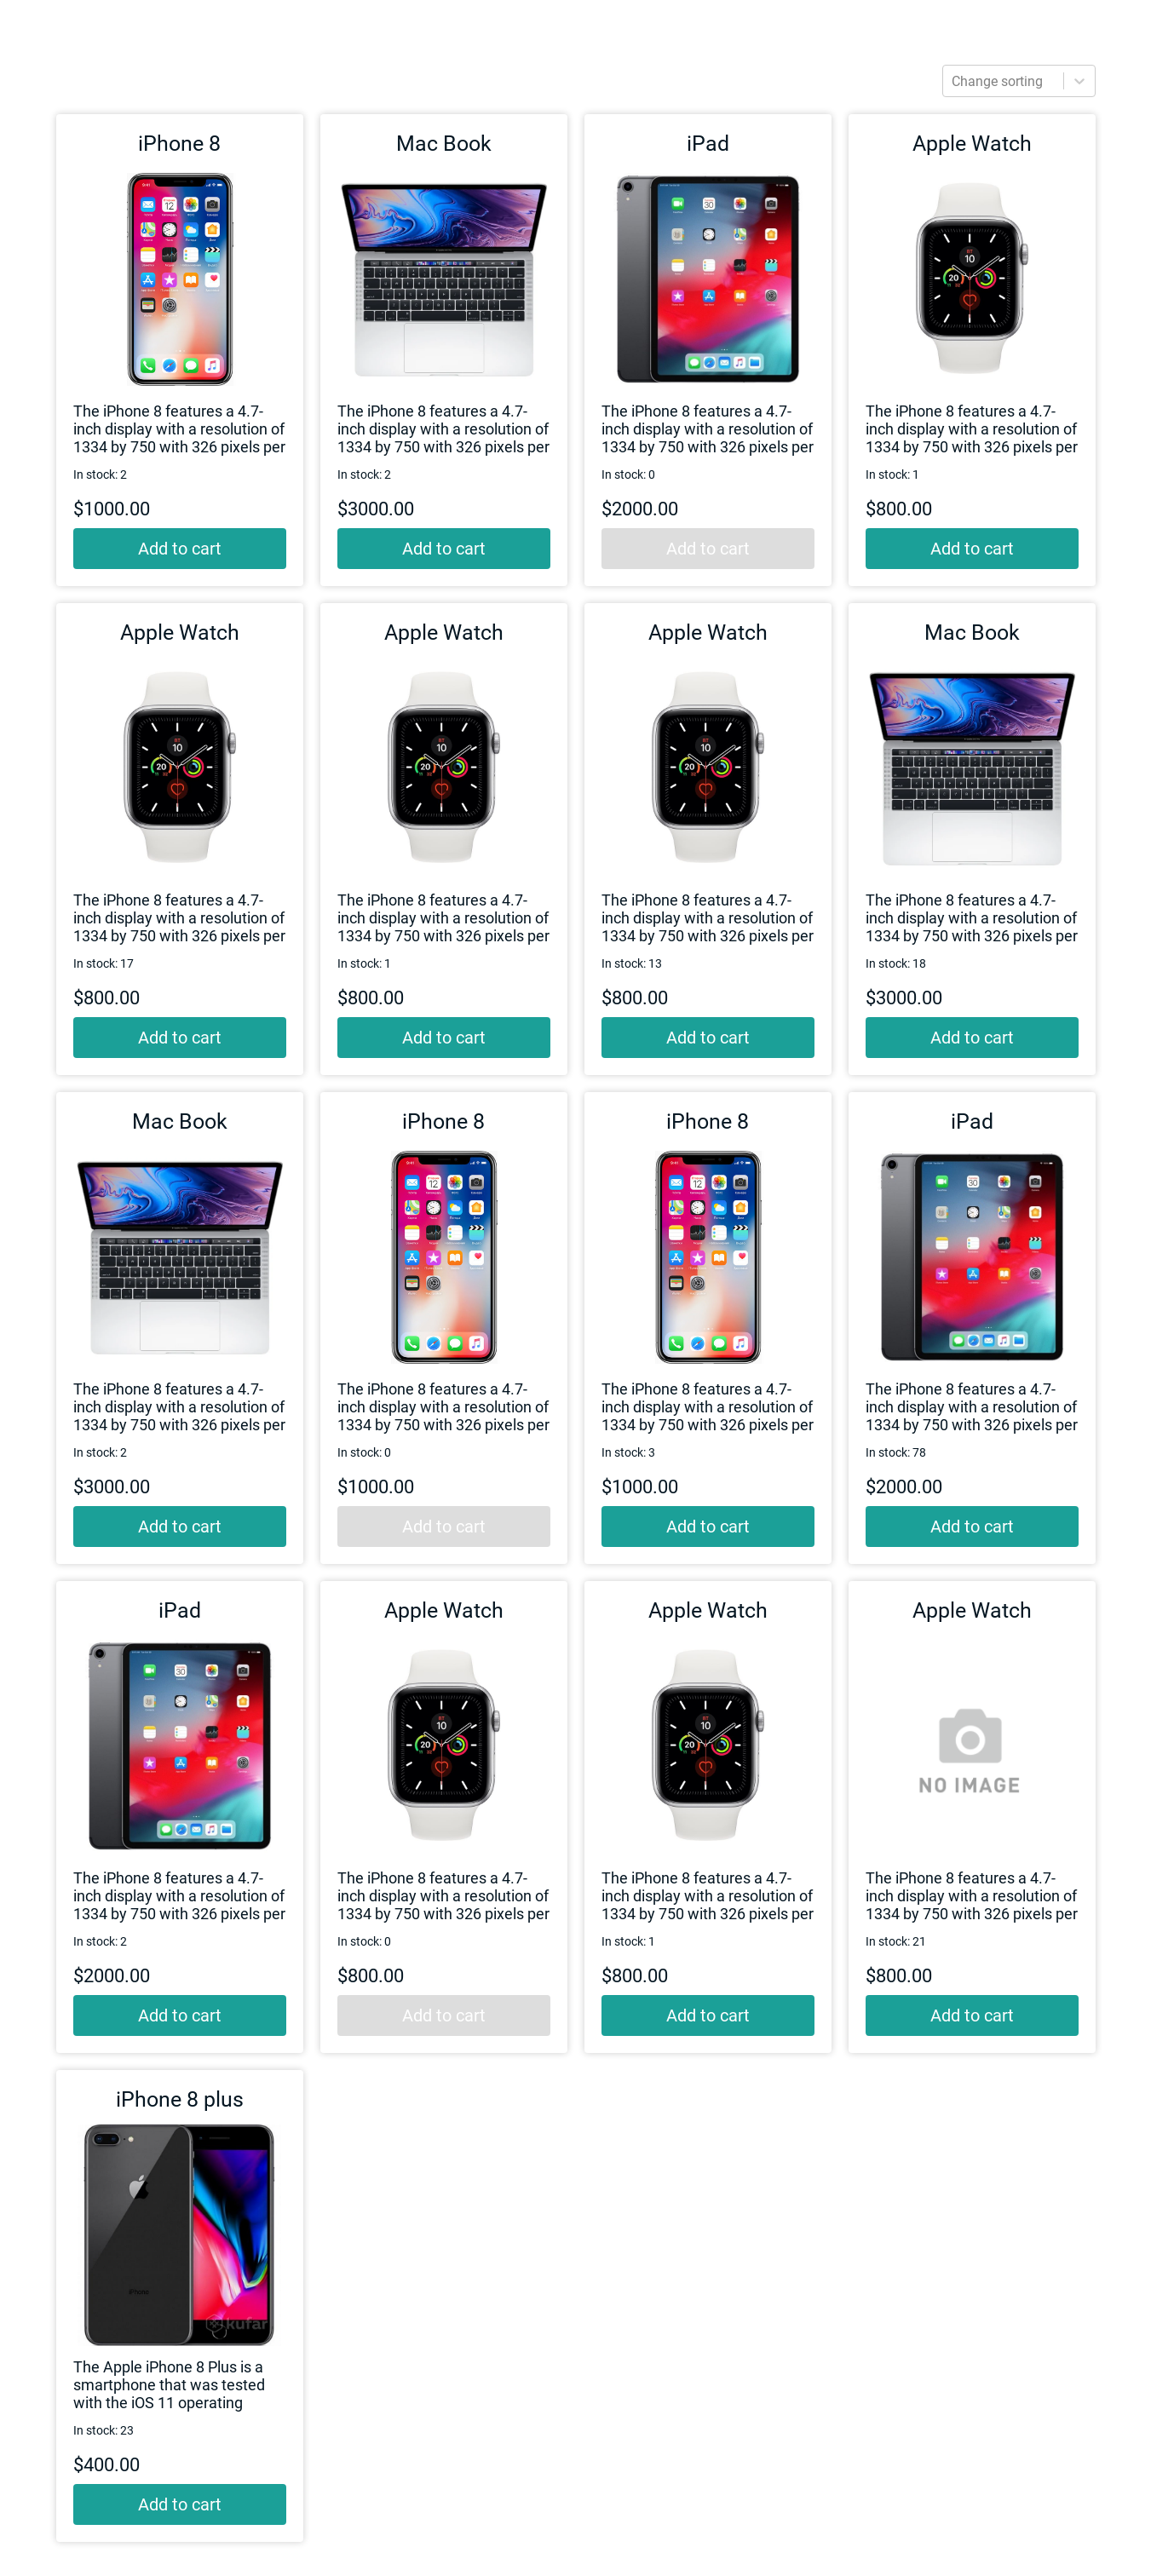 Change sorting
iPhone 8
Mac Book
iPad
Apple Watch
The iPhone 8 features a 4.7-
inch display with a resolution of
1334 by 750 with 326 pixels per
In stock: 2
$1000.00
Add to cart
The iPhone 8 features a 4.7-
inch display with a resolution of
1334 by 750 with 326 pixels per
In stock: 2
$3000.00
Add to cart
The iPhone 8 features a 4.7-
inch display with a resolution of
1334 by 750 with 326 pixels per
In stock: 0
$2000.00
Add to cart
The iPhone 8 features a 4.7-
inch display with a resolution of
1334 by 750 with 326 pixels per
In stock: 1
$800.00
Add to cart
Apple Watch
Apple Watch
Apple Watch
Mac Book
The iPhone 8 features a 4.7-
inch display with a resolution of
1334 by 750 with 326 pixels per
In stock: 17
$800.00
Add to cart
The iPhone 8 features a 4.7-
inch display with a resolution of
1334 by 750 with 326 pixels per
In stock: 1
$800.00
Add to cart
The iPhone 8 features a 4.7-
inch display with a resolution of
1334 by 750 with 326 pixels per
In stock: 13
$800.00
Add to cart
The iPhone 8 features a 4.7-
inch display with a resolution of
1334 by 750 with 326 pixels per
In stock: 18
$3000.00
Add to cart
Mac Book
iPhone 8
iPhone 8
iPad
The iPhone 8 features a 4.7-
inch display with a resolution of
1334 by 750 with 326 pixels per
In stock: 2
$3000.00
Add to cart
The iPhone 8 features a 4.7-
inch display with a resolution of
1334 by 750 with 326 pixels per
In stock: 0
$1000.00
Add to cart
The iPhone 8 features a 4.7-
inch display with a resolution of
1334 by 750 with 326 pixels per
In stock: 3
$1000.00
Add to cart
The iPhone 8 features a 4.7-
inch display with a resolution of
1334 by 750 with 326 pixels per
In stock: 78
$2000.00
Add to cart
iPad
Apple Watch
Apple Watch
Apple Watch
NO IMAGE
The iPhone 8 features a 4.7-
inch display with a resolution of
1334 by 750 with 326 pixels per
In stock: 2
$2000.00
Add to cart
The iPhone 8 features a 4.7-
inch display with a resolution of
1334 by 750 with 326 pixels per
In stock: 0
$800.00
Add to cart
The iPhone 8 features a 4.7-
inch display with a resolution of
1334 by 750 with 326 pixels per
In stock: 1
$800.00
Add to cart
The iPhone 8 features a 4.7-
inch display with a resolution of
1334 by 750 with 326 pixels per
In stock: 21
$800.00
Add to cart
iPhone 8 plus
iPhone
kufar
The Apple iPhone 8 Plus is a
smartphone that was tested
with the iOS 11 operating
In stock: 23
$400.00
Add to cart